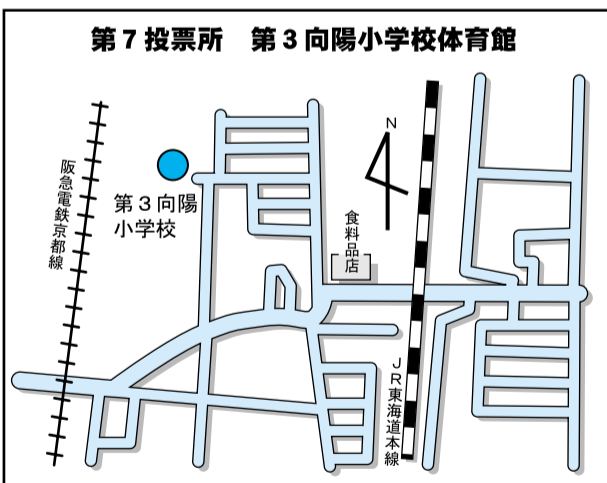 第7投票所　第3向陽小学校体育館
阪急電鉄京都線
第3向陽
小学校
N
食料品店
JR東海道本線